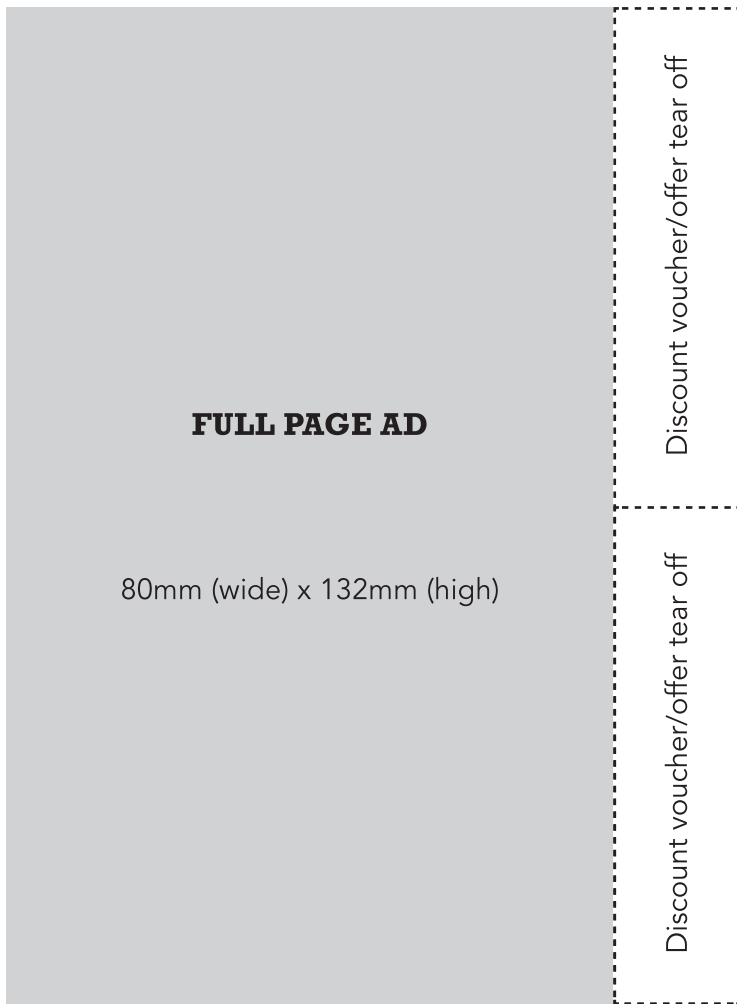 FULL PAGE AD
80mm (wide) x 132mm (high)
Discount voucher/offer tear off
Discount voucher/offer tear off